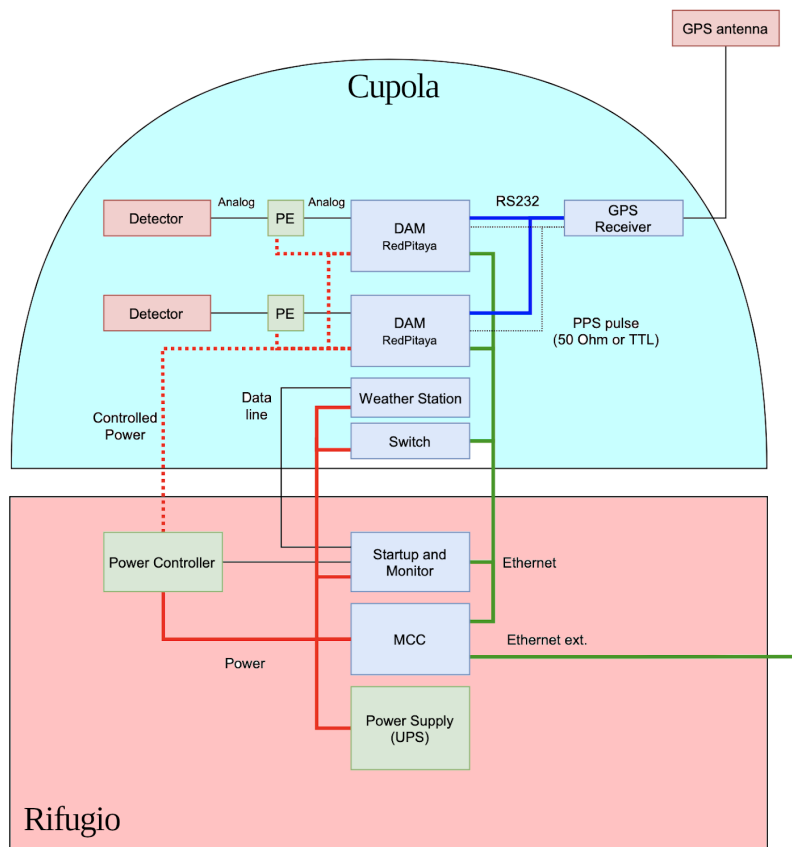 GPS antenna
Cupola
Analog
Analog
RS232
Detector
PE
DAM
RedPitaya
GPS
Receiver
Detector
PE
DAM
RedPitaya
PPS pulse
(50 Ohm or TTL)
Controlled
Power
Data
line
Weather Station
Switch
Power Controller
Startup and
Monitor
Ethernet
MCC
Ethernet ext.
Power
Power Supply
(UPS)
Rifugio